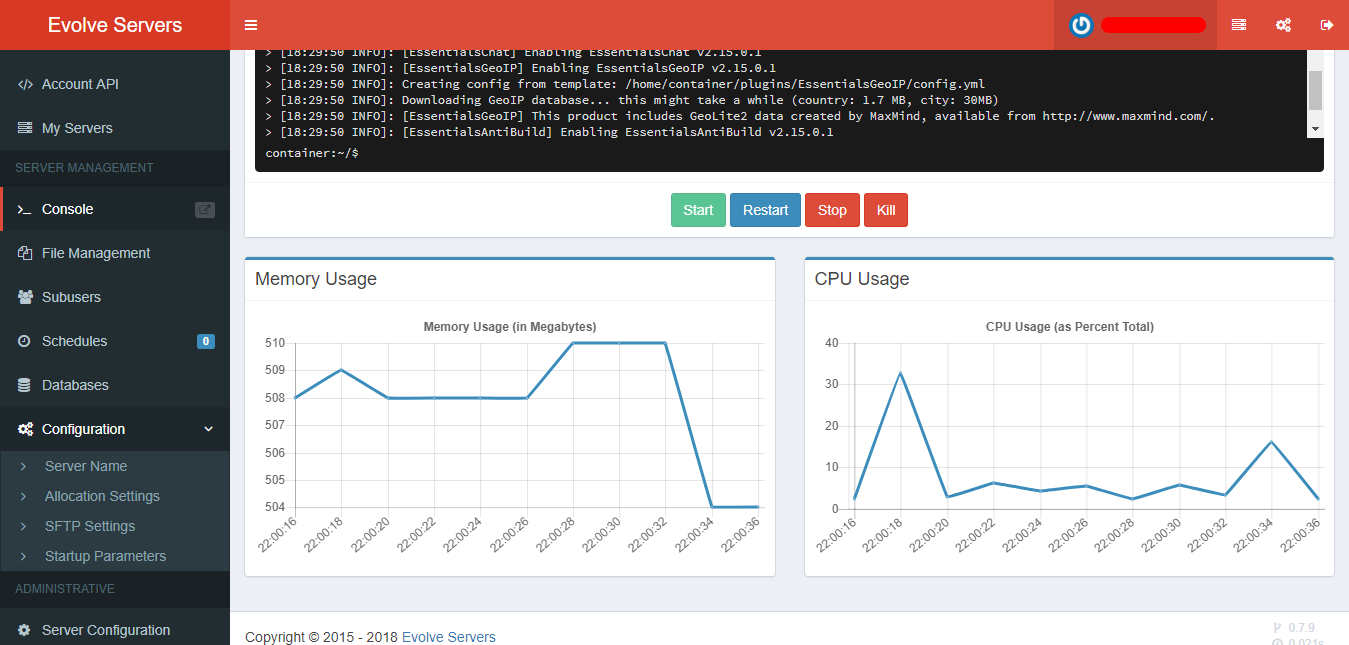 Evolve Servers
Account API
My Servers
SERVER MANAGEMENT
Console
File Management
Subusers
Schedules 0
Databases
Configuration
Server Name
Allocation Settings
SFTP Settings
Startup Parameters
ADMINISTRATIVE
Server Configuration
> [18:29:50 INFO]: [EssentialsChat] Enabling EssentialsChat v2.15.0.1
> [18:29:50 INFO]: [EssentialsGeoIP] Enabling EssentialsGeoIP v2.15.0.1
> [18:29:50 INFO]: Creating config from template: /home/container/plugins/EssentialsGeoIP/config.yml
> [18:29:50 INFO]: Downloading GeoIP database... this might take a while (country: 1.7 MB, city: 30MB)
> [18:29:50 INFO]: [EssentialsGeoIP] This product includes GeoLite2 data created by MaxMind, available from http://www.maxmind.com/.
> [18:29:50 INFO]: [EssentialsAntiBuild] Enabling EssentialsAntiBuild v2.15.0.1
container:~/$
Start Restart Stop Kill
Memory Usage
Memory Usage (in Megabytes)
510
509
508
507
506
505
504
22:00:16 22:00:18 22:00:20 22:00:22 22:00:24 22:00:26 22:00:28 22:00:30 22:00:32 22:00:34 22:00:36
CPU Usage
CPU Usage (as Percent Total)
40
30
20
10
0
22:00:16 22:00:18 22:00:20 22:00:22 22:00:24 22:00:26 22:00:28 22:00:30 22:00:32 22:00:34 22:00:36
Copyright © 2015 - 2018 Evolve Servers
0.7.9
0.021s